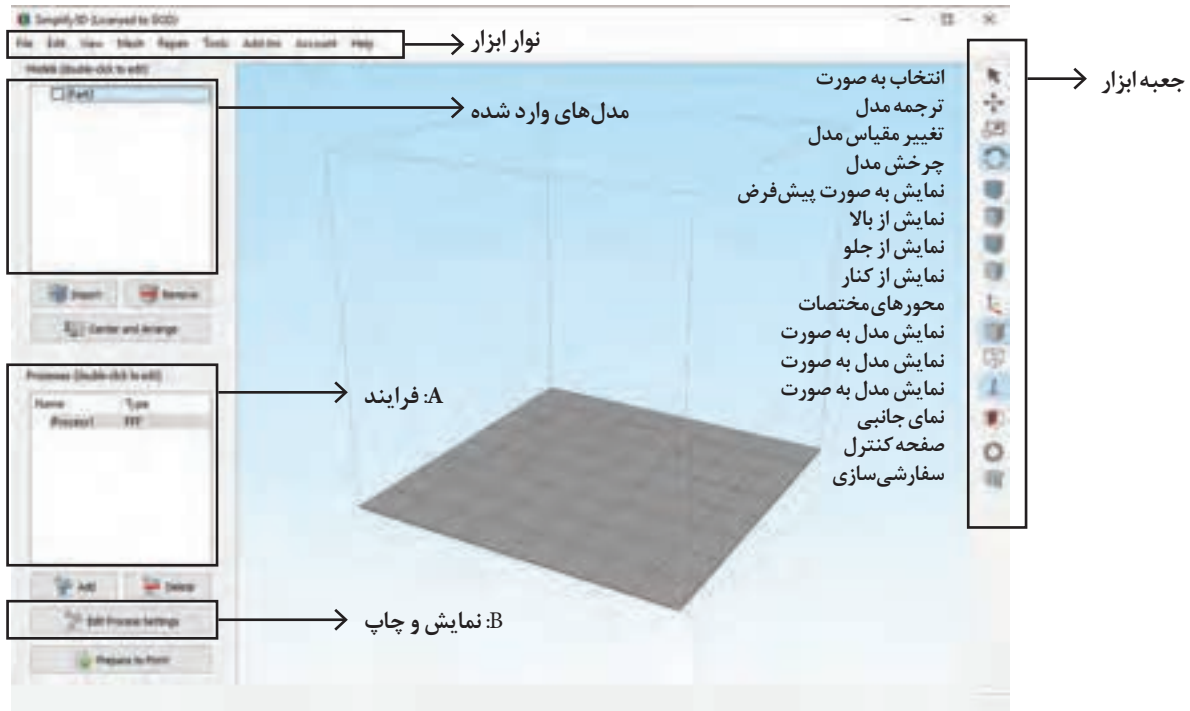 Simplify3D (Licensed to GOD)
File Edit View Mesh Repair Tools Add-Ins Account Help
نوار ابزار
Models (double-click to edit)
Part1
مدل‌های وارد شده
Import Remove
Center and Arrange
Processes (double-click to edit)
Name Type
Process1 FFF
A: فرایند
Add Delete
Edit Process Settings
B: نمایش و چاپ
Prepare to Print
جعبه ابزار
انتخاب به صورت
ترجمه مدل
تغییر مقیاس مدل
چرخش مدل
نمایش به صورت پیش‌فرض
نمایش از بالا
نمایش از جلو
نمایش از کنار
محورهای مختصات
نمایش مدل به صورت
نمایش مدل به صورت
نمایش مدل به صورت
نمای جانبی
صفحه کنترل
سفارشی‌سازی